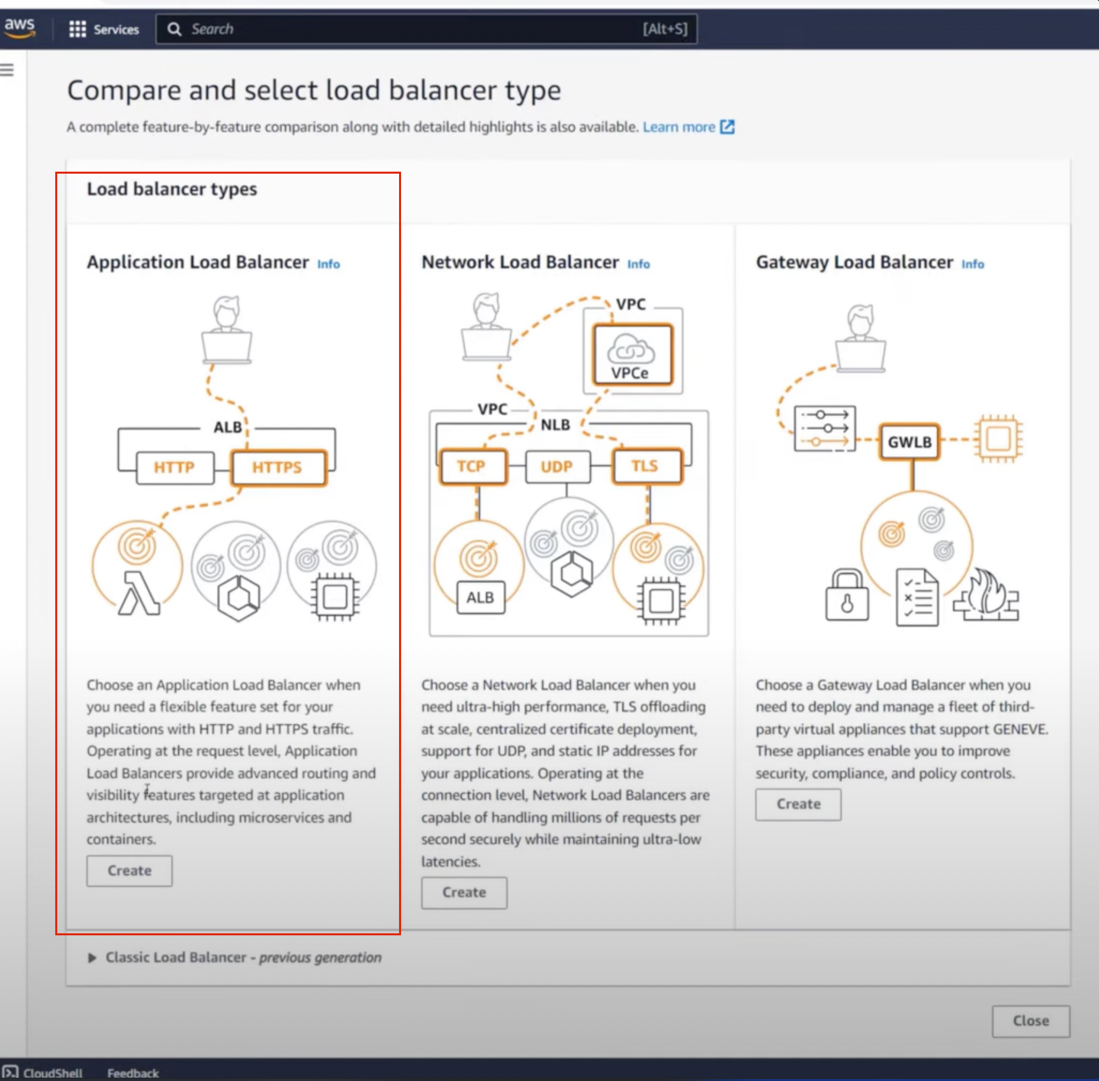 aws
Services
Search
[Alt+S]
Compare and select load balancer type
A complete feature-by-feature comparison along with detailed highlights is also available. Learn more
Load balancer types
Application Load Balancer Info
ALB
HTTP
HTTPS
Choose an Application Load Balancer when
you need a flexible feature set for your
applications with HTTP and HTTPS traffic.
Operating at the request level, Application
Load Balancers provide advanced routing and
visibility features targeted at application
architectures, including microservices and
containers.
Create
Network Load Balancer Info
VPC
VPCe
VPC
NLB
TCP
UDP
TLS
ALB
Choose a Network Load Balancer when you
need ultra-high performance, TLS offloading
at scale, centralized certificate deployment,
support for UDP, and static IP addresses for
your applications. Operating at the
connection level, Network Load Balancers are
capable of handling millions of requests per
second securely while maintaining ultra-low
latencies.
Create
Gateway Load Balancer Info
GWLB
Choose a Gateway Load Balancer when you
need to deploy and manage a fleet of third-
party virtual appliances that support GENEVE.
These appliances enable you to improve
security, compliance, and policy controls.
Create
Classic Load Balancer - previous generation
Close
CloudShell
Feedback